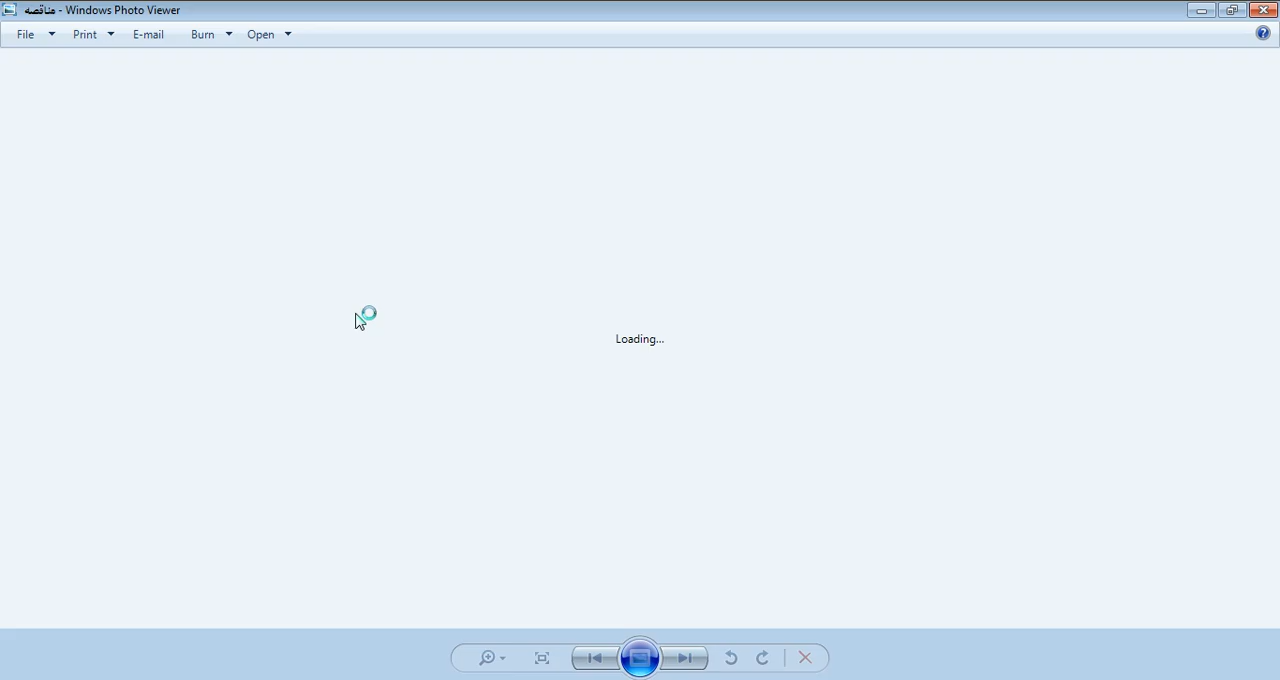 مناقصه - Windows Photo Viewer
File Print E-mail Burn Open
Loading...